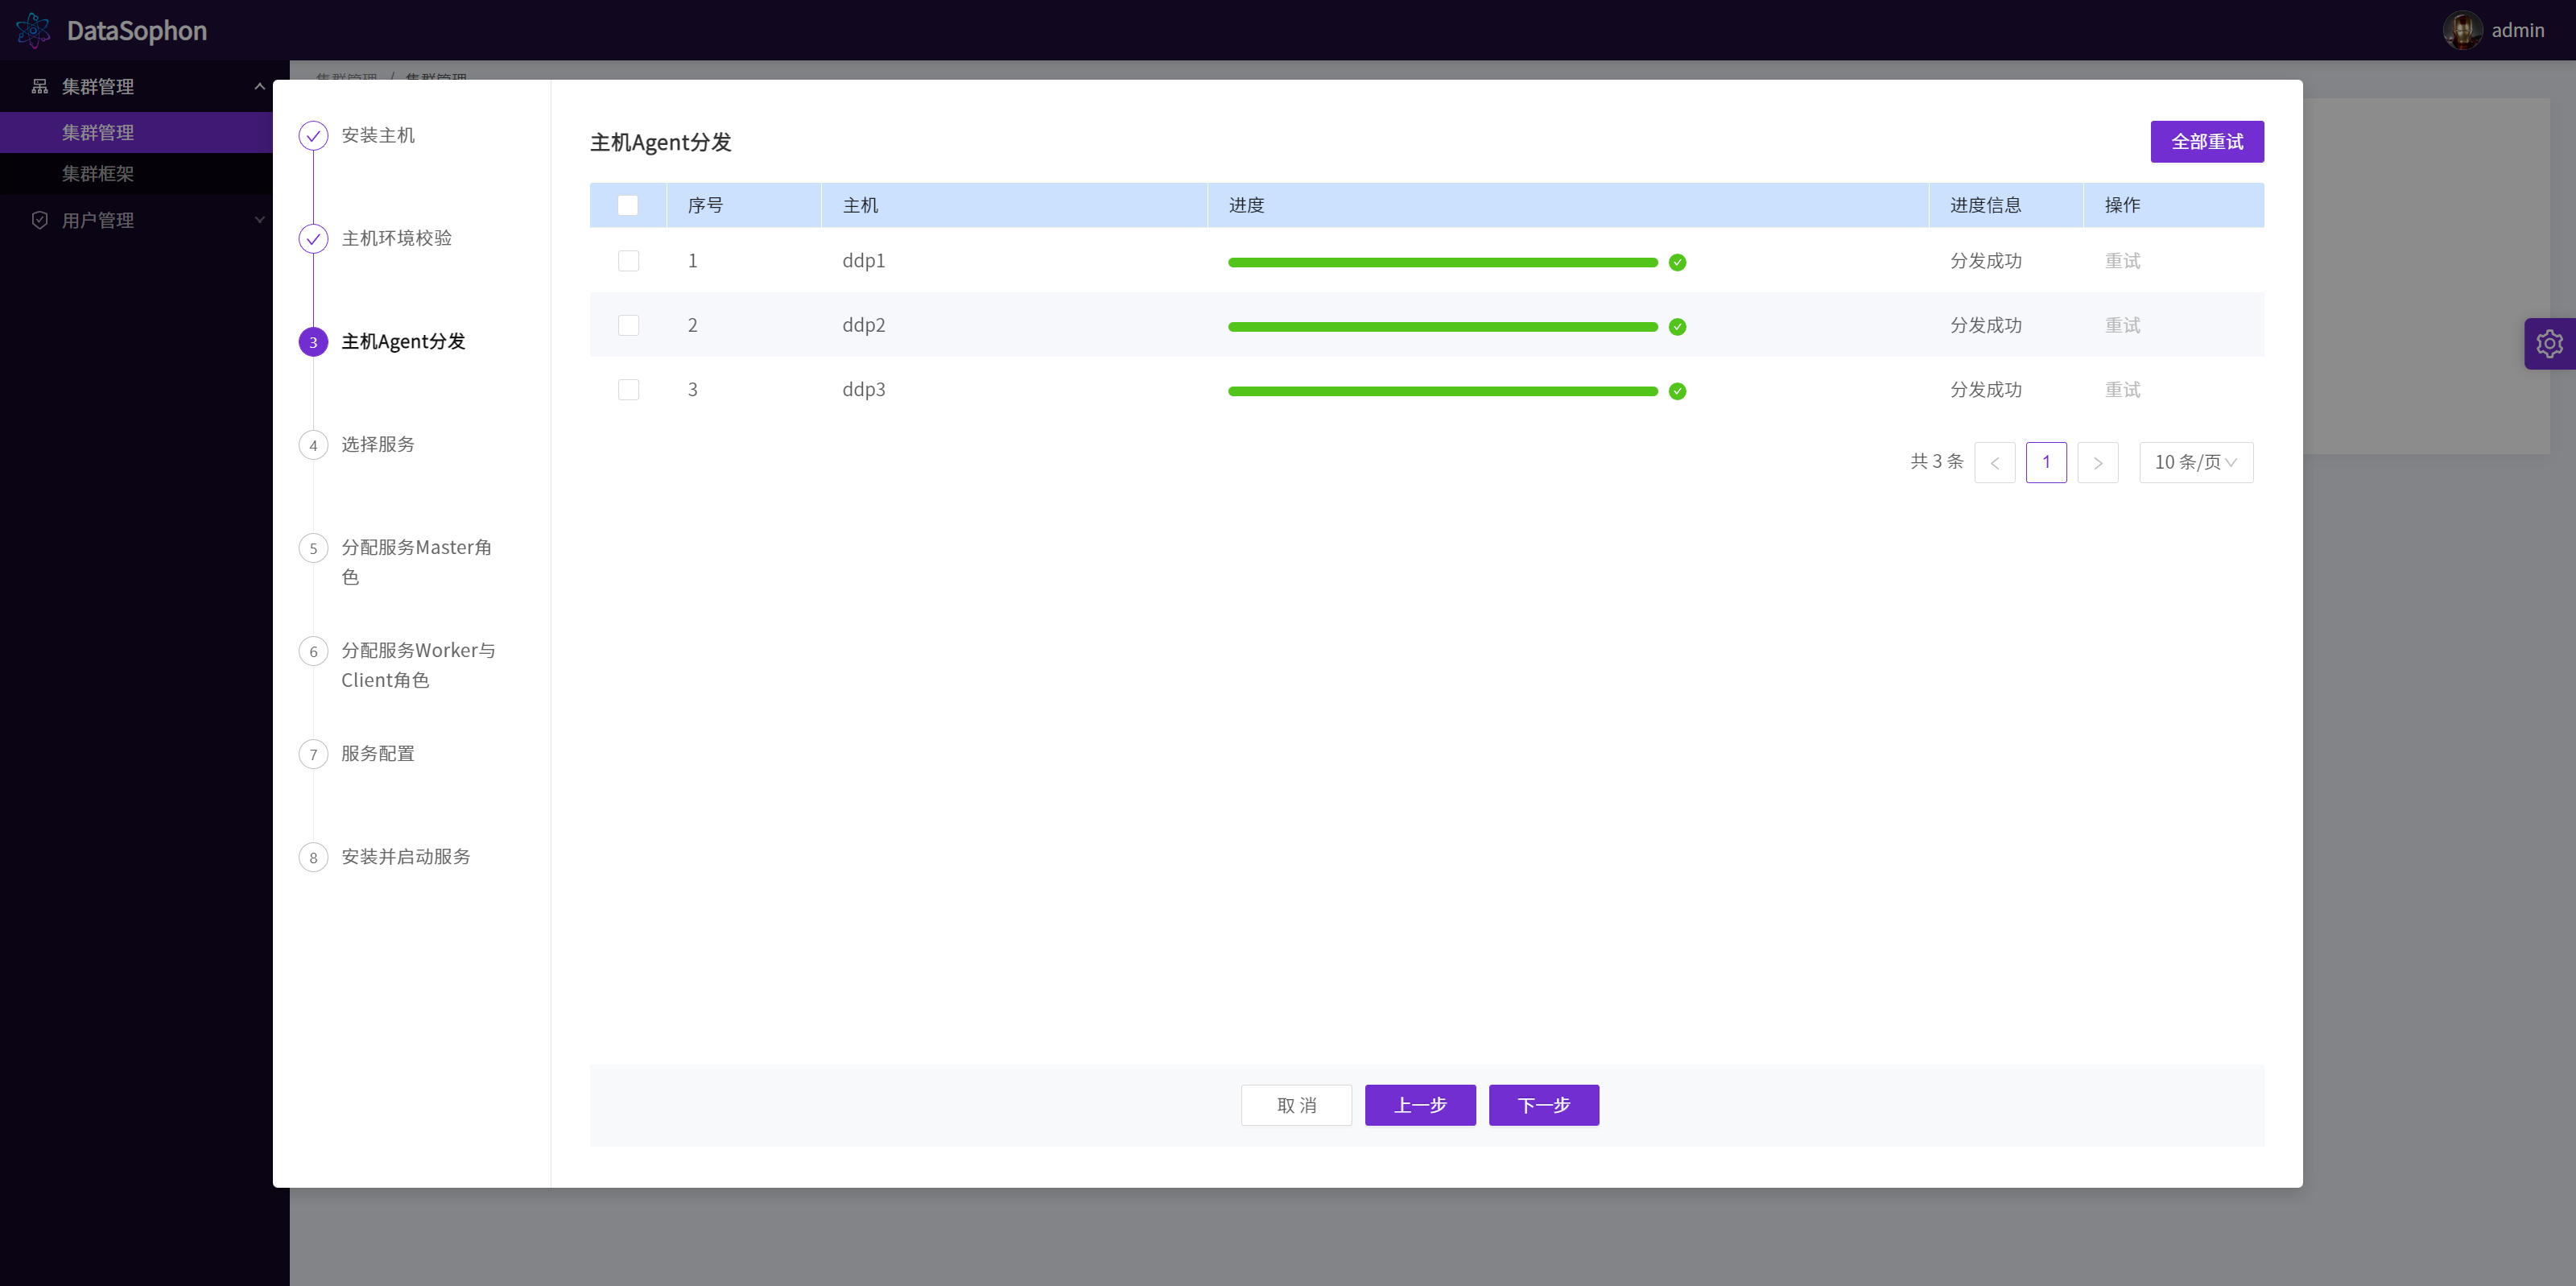 DataSophon
admin
集群管理
集群管理
集群框架
用户管理
集群管理 / 集群管理
安装主机
主机环境校验
3 主机Agent分发
4 选择服务
5 分配服务Master角
色
6 分配服务Worker与
Client角色
7 服务配置
8 安装并启动服务
主机Agent分发
全部重试
序号 主机 进度 进度信息 操作
1 ddp1 分发成功 重试
2 ddp2 分发成功 重试
3 ddp3 分发成功 重试
共 3 条 < 1 > 10 条/页
取 消 上一步 下一步